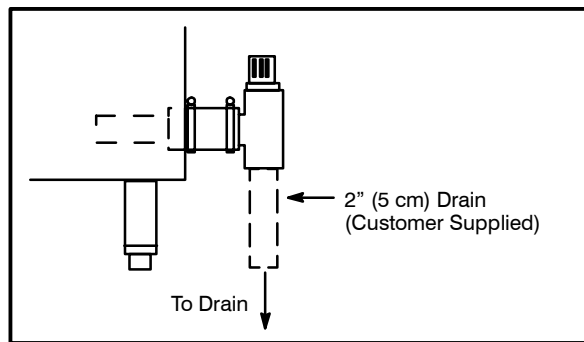 2” (5 cm) Drain
(Customer Supplied)
To Drain